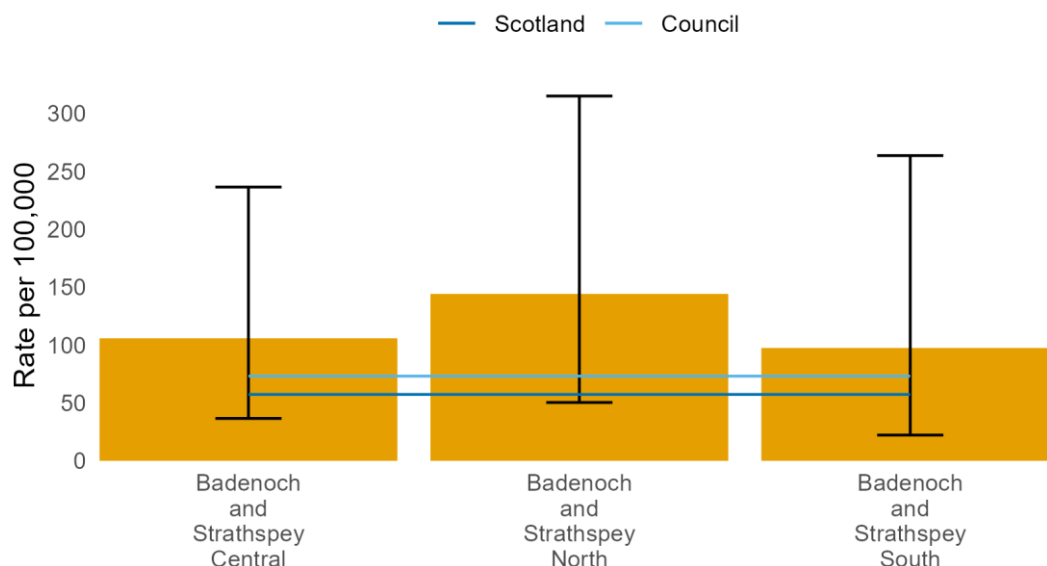 Scotland Council
Rate per 100,000
300
250
200
150
100
50
0
Badenoch
and
Strathspey
Central
Badenoch
and
Strathspey
North
Badenoch
and
Strathspey
South